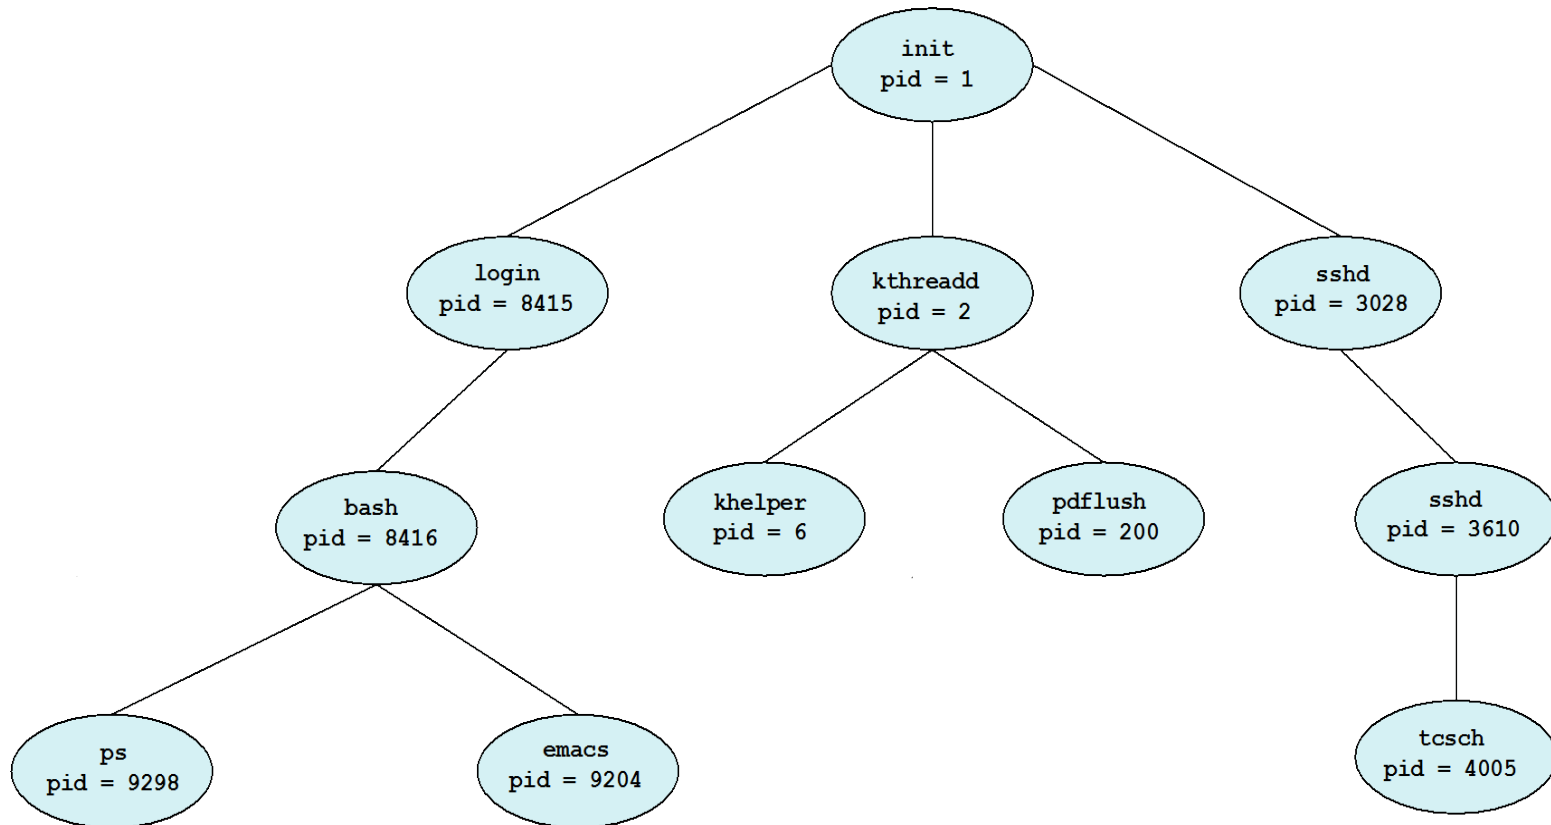 init
pid = 1
login
pid = 8415
kthreadd
pid = 2
sshd
pid = 3028
bash
pid = 8416
khelper
pid = 6
pdflush
pid = 200
sshd
pid = 3610
ps
pid = 9298
emacs
pid = 9204
tcsch
pid = 4005